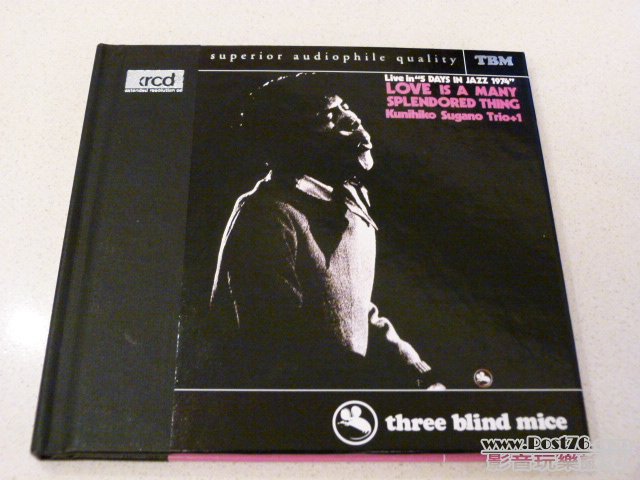 superior audiophile quality
TBM
xrcd
extended resolution cd
Live in "5 DAYS IN JAZZ 1974"
LOVE IS A MANY
SPLENDORED THING
Kunihiko Sugano Trio+1
three blind mice
www.Post76.com
影音玩樂